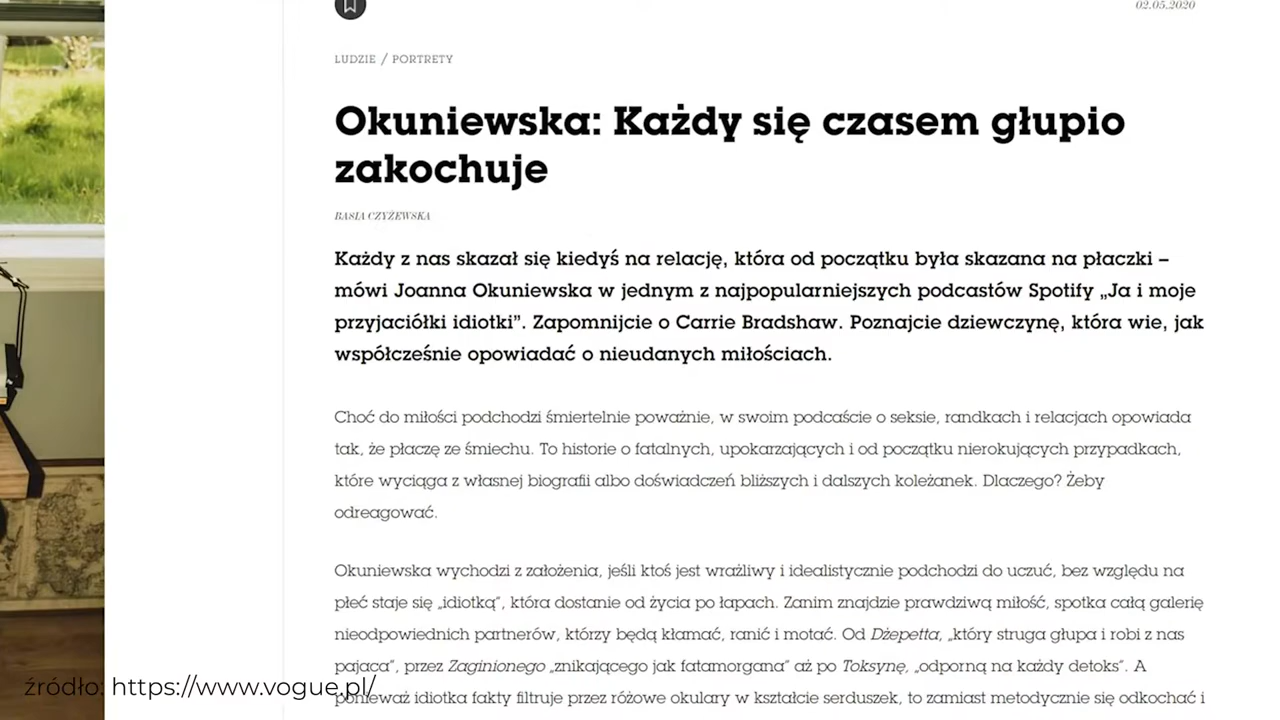 02.05.2020
LUDZIE / PORTRETY
Okuniewska: Każdy się czasem głupio
zakochuje
BASIA CZYŻEWSKA
Każdy z nas skazał się kiedyś na relację, która od początku była skazana na płaczki –
mówi Joanna Okuniewska w jednym z najpopularniejszych podcastów Spotify „Ja i moje
przyjaciółki idiotki”. Zapomnijcie o Carrie Bradshaw. Poznajcie dziewczynę, która wie, jak
współcześnie opowiadać o nieudanych miłościach.
Choć do miłości podchodzi śmiertelnie poważnie, w swoim podcaście o seksie, randkach i relacjach opowiada
tak, że płaczę ze śmiechu. To historie o fatalnych, upokarzających i od początku nierokujących przypadkach,
które wyciąga z własnej biografii albo doświadczeń bliższych i dalszych koleżanek. Dlaczego? Żeby
odreagować.
Okuniewska wychodzi z założenia, jeśli ktoś jest wrażliwy i idealistycznie podchodzi do uczuć, bez względu na
płeć staje się „idiotką”, która dostanie od życia po łapach. Zanim znajdzie prawdziwą miłość, spotka całą galerię
nieodpowiednich partnerów, którzy będą kłamać, ranić i motać. Od Dżepetta, „który struga głupa i robi z nas
pajaca”, przez Zaginionego „znikającego jak fatamorgana” aż po Toksynę, „odporną na każdy detoks”. A
ponieważ idiotka fakty filtruje przez różowe okulary w kształcie serduszek, to zamiast metodycznie się odkochać i
źródło: https://www.vogue.pl/